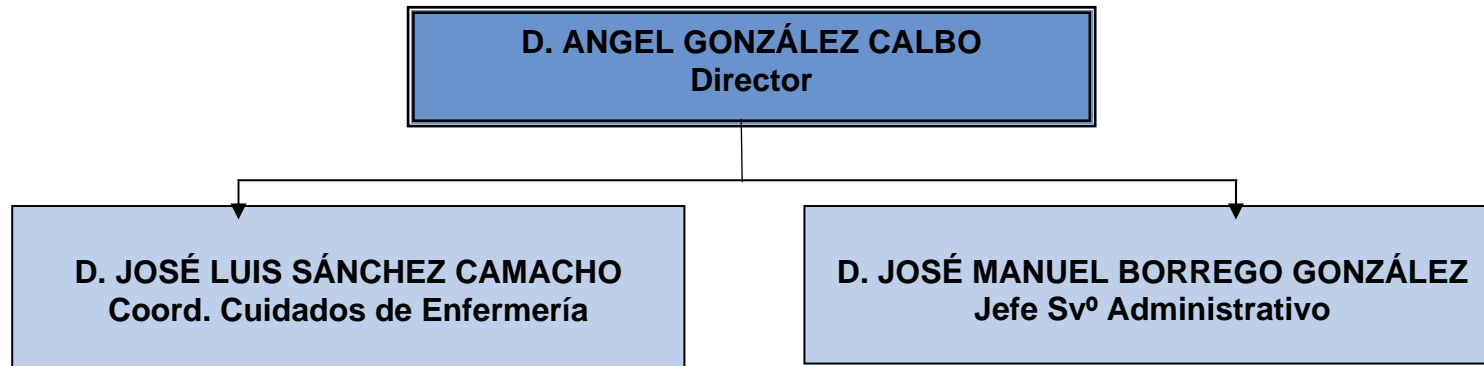 D. ANGEL GONZÁLEZ CALBO
Director
D. JOSÉ LUIS SÁNCHEZ CAMACHO
Coord. Cuidados de Enfermería
D. JOSÉ MANUEL BORREGO GONZÁLEZ
Jefe Svº Administrativo